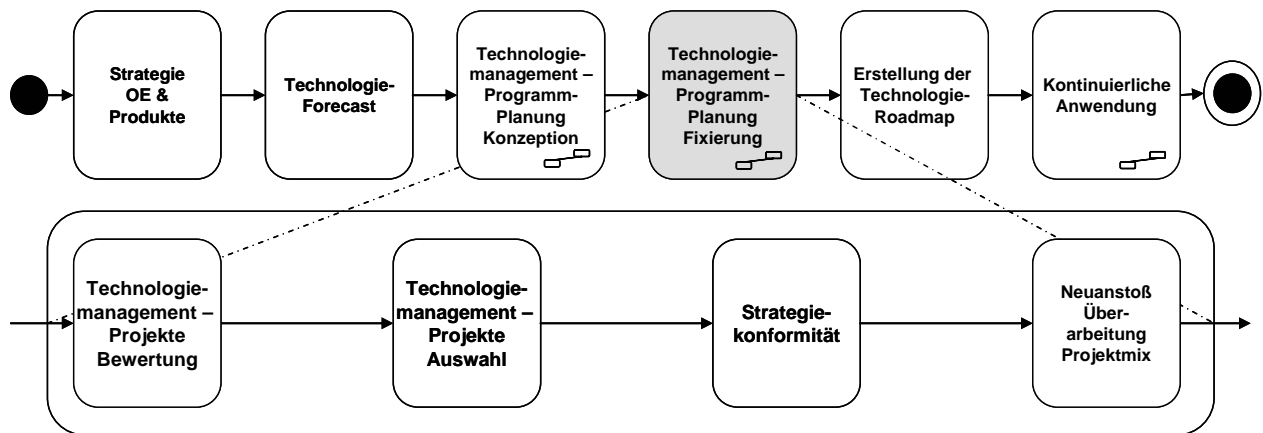 Strategie
OE &
Produkte
Technologie-
Forecast
Technologie-
management –
Programm-
Planung
Konzeption
Technologie-
management –
Programm-
Planung
Fixierung
Erstellung der
Technologie-
Roadmap
Kontinuierliche
Anwendung
Technologie-
management –
Projekte
Bewertung
Technologie-
management –
Projekte
Auswahl
Strategie-
konformität
Neuanstoß
Über-
arbeitung
Projektmix